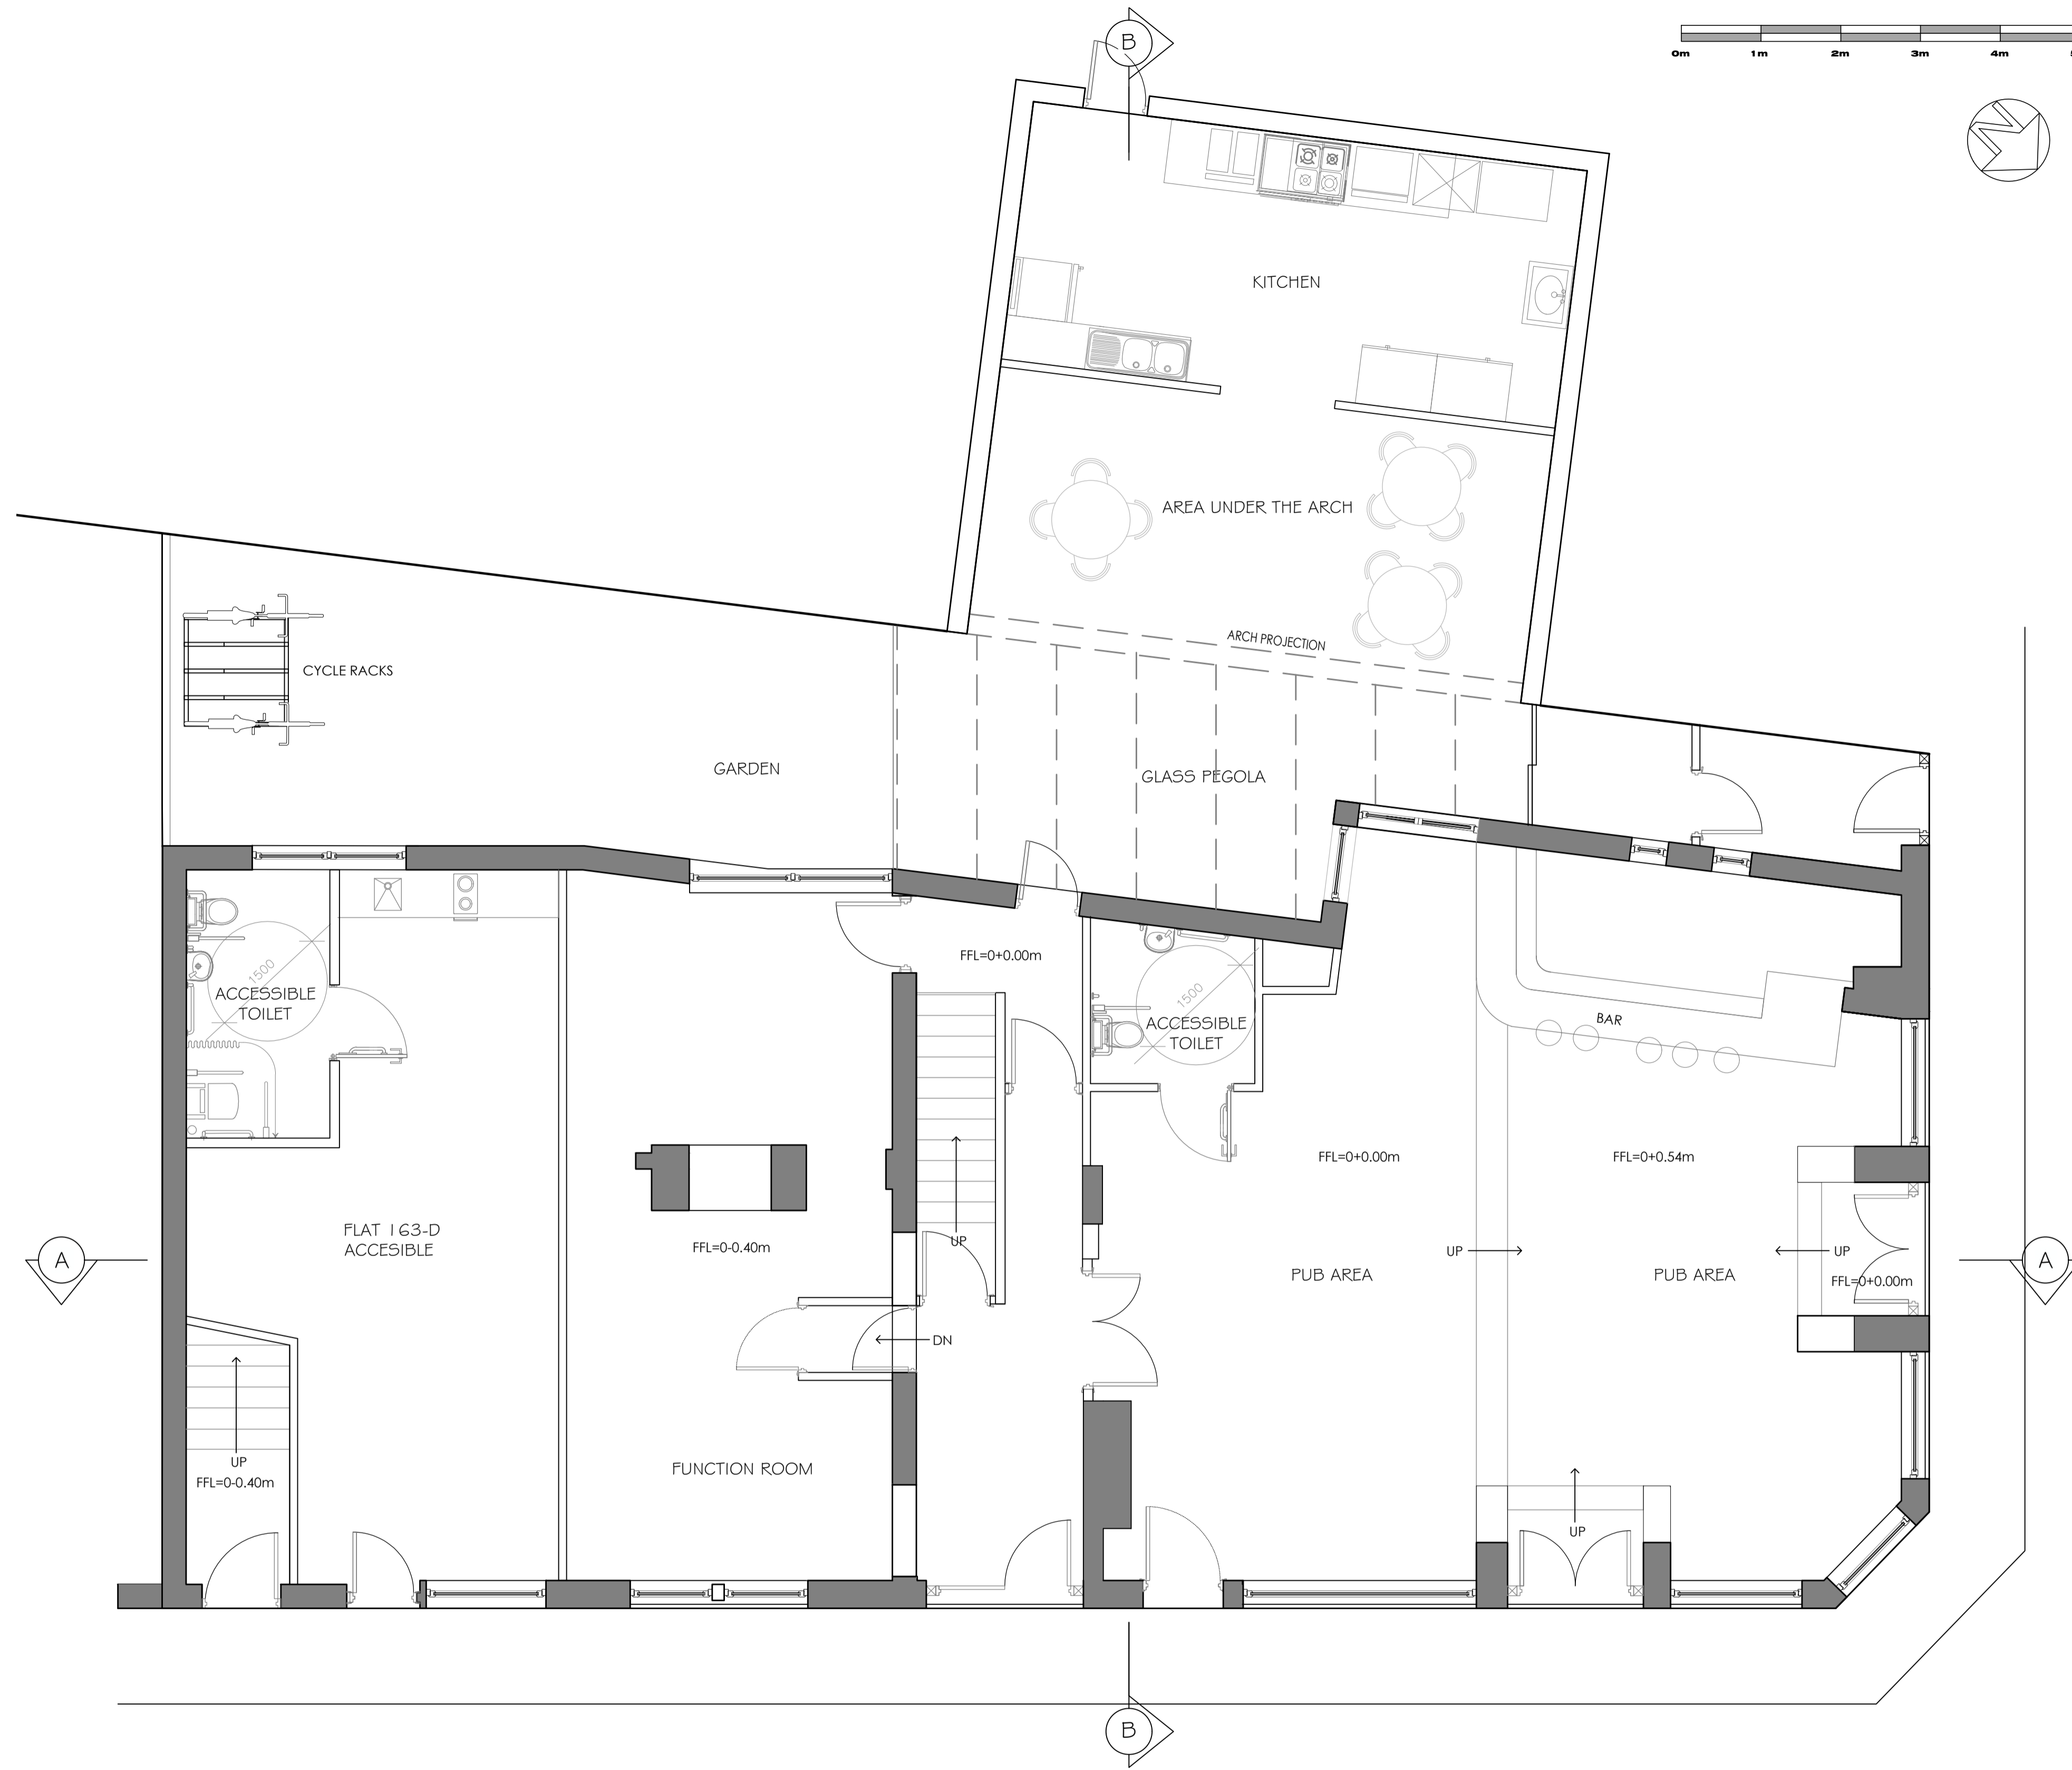 B
0m 1m 2m 3m 4m
N
KITCHEN
AREA UNDER THE ARCH
ARCH PROJECTION
CYCLE RACKS
GARDEN
GLASS PEGOLA
FFL=0+0.00m
1500
ACCESSIBLE
TOILET
1500
ACCESSIBLE
TOILET
BAR
FFL=0+0.00m
FFL=0+0.54m
FLAT 163-D
ACCESIBLE
FFL=0-0.40m
UP
UP
UP
A
A
PUB AREA
PUB AREA
FFL=0+0.00m
DN
UP
FFL=0-0.40m
FUNCTION ROOM
UP
B